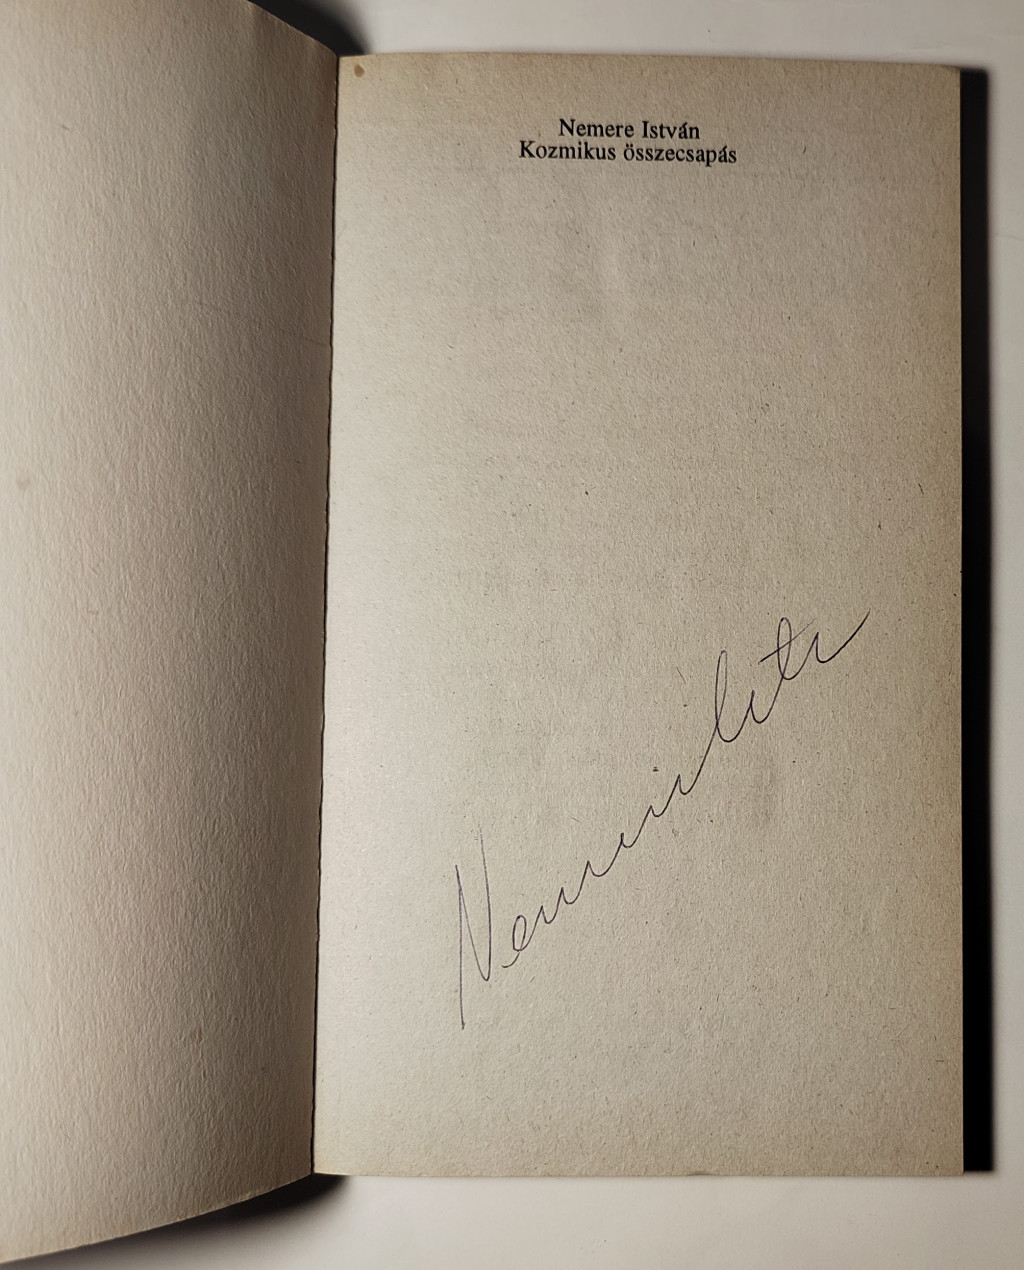 Nemere István
Kozmikus összecsapás